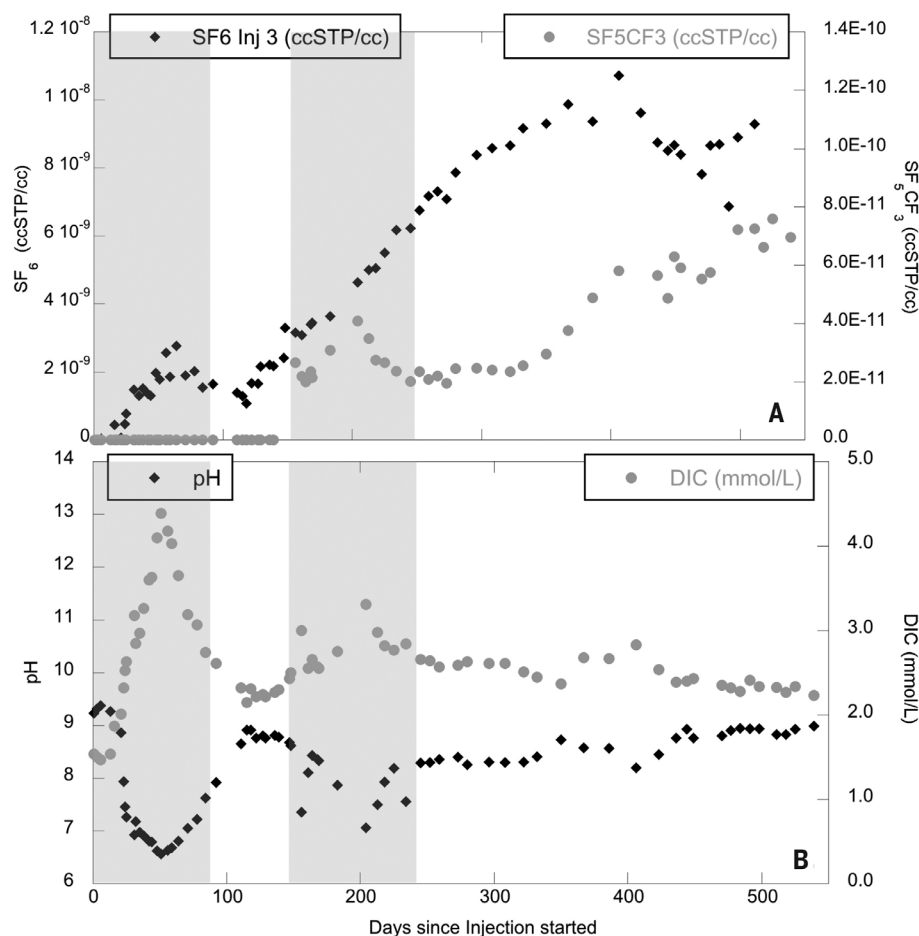 SF6 Inj 3 (ccSTP/cc)
SF5CF3 (ccSTP/cc)
1.2 10⁻⁸
1 10⁻⁸
8 10⁻⁹
6 10⁻⁹
4 10⁻⁹
2 10⁻⁹
0
SF₆ (ccSTP/cc)
1.4E-10
1.2E-10
1.0E-10
8.0E-11
6.0E-11
4.0E-11
2.0E-11
0.0
SF₅CF₃ (ccSTP/cc)
A
pH
DIC (mmol/L)
14
13
12
11
10
9
8
7
6
pH
5.0
4.0
3.0
2.0
1.0
0.0
DIC (mmol/L)
B
0 100 200 300 400 500
Days since Injection started